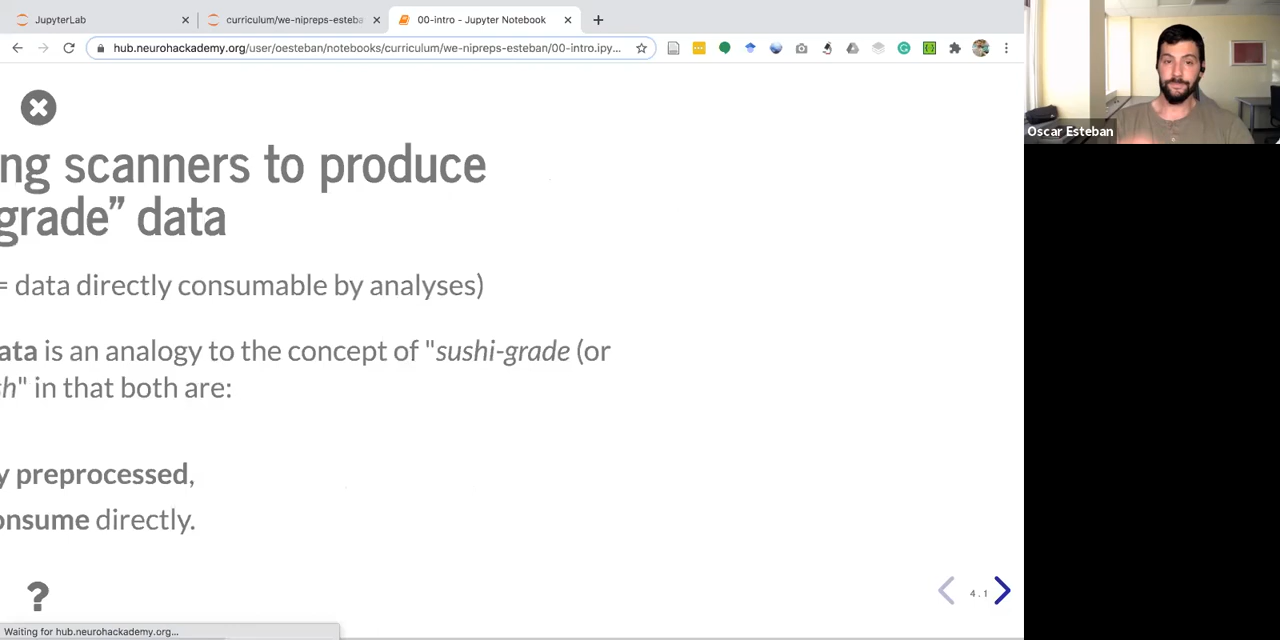 JupyterLab
curriculum/we-nipreps-esteba
00-intro - Jupyter Notebook
hub.neurohackademy.org/user/oesteban/notebooks/curriculum/we-nipreps-esteban/00-intro.ipy...
Oscar Esteban
ng scanners to produce
grade” data
= data directly consumable by analyses)
ata is an analogy to the concept of "sushi-grade (or
sh" in that both are:
y preprocessed,
onsume directly.
?
4.1
Waiting for hub.neurohackademy.org...